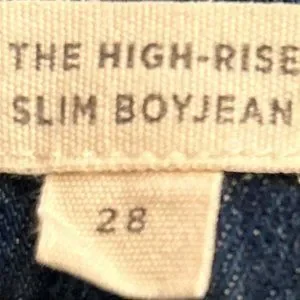 THE HIGH-RISE
SLIM BOYJEAN
28